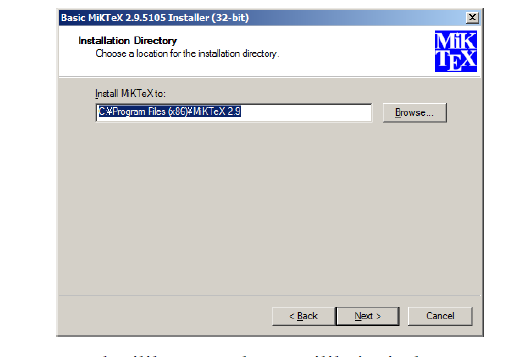 Basic MiKTeX 2.9.5105 Installer (32-bit)
Installation Directory
Choose a location for the installation directory.
MiK
TEX
Install MiKTeX to:
C:¥Program Files (x86)¥MiKTeX 2.9
Browse...
< Back
Next >
Cancel